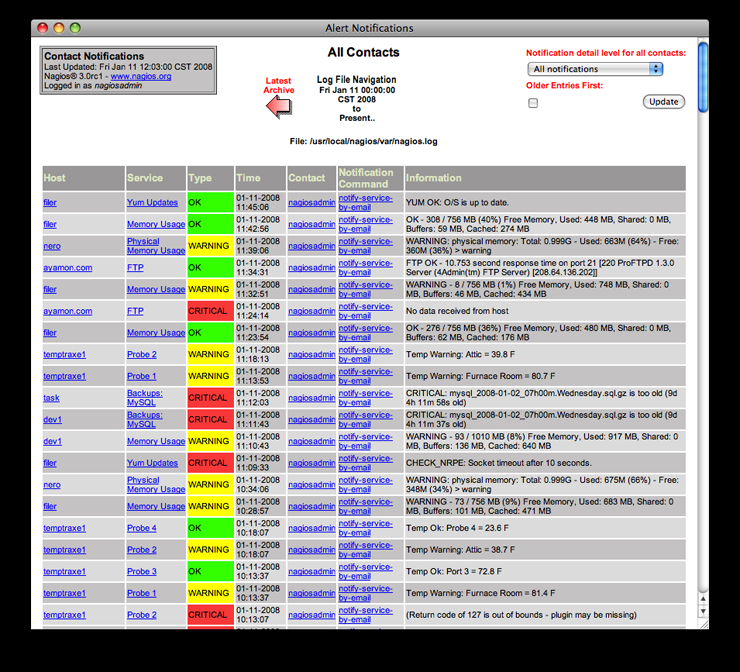 Alert Notifications
Contact Notifications
Last Updated: Fri Jan 11 12:03:00 CST 2008
Nagios® 3.0rc1 - www.nagios.org
Logged in as nagiosadmin
All Contacts
Latest
Archive
Log File Navigation
Fri Jan 11 00:00:00
CST 2008
to
Present..
File: /usr/local/nagios/var/nagios.log
Notification detail level for all contacts:
All notifications
Older Entries First:
Update
Host Service Type Time Contact Notification Command Information
filer Yum Updates OK 01-11-2008 11:45:06 nagiosadmin notify-service-by-email YUM OK: O/S is up to date.
filer Memory Usage OK 01-11-2008 11:42:56 nagiosadmin notify-service-by-email OK - 308 / 756 MB (40%) Free Memory, Used: 448 MB, Shared: 0 MB, Buffers: 59 MB, Cached: 274 MB
nero Physical Memory Usage WARNING 01-11-2008 11:39:06 nagiosadmin notify-service-by-email WARNING: physical memory: Total: 0.999G - Used: 663M (64%) - Free: 360M (36%) > warning
ayamon.com FTP OK 01-11-2008 11:34:31 nagiosadmin notify-service-by-email FTP OK - 10.753 second response time on port 21 [220 ProFTPD 1.3.0 Server (4Admin(tm) FTP Server) [208.64.136.202]]
filer Memory Usage WARNING 01-11-2008 11:32:51 nagiosadmin notify-service-by-email WARNING - 8 / 756 MB (1%) Free Memory, Used: 748 MB, Shared: 0 MB, Buffers: 46 MB, Cached: 434 MB
ayamon.com FTP CRITICAL 01-11-2008 11:24:14 nagiosadmin notify-service-by-email No data received from host
filer Memory Usage OK 01-11-2008 11:23:54 nagiosadmin notify-service-by-email OK - 276 / 756 MB (36%) Free Memory, Used: 480 MB, Shared: 0 MB, Buffers: 62 MB, Cached: 176 MB
temptraxe1 Probe 2 WARNING 01-11-2008 11:18:13 nagiosadmin notify-service-by-email Temp Warning: Attic = 39.8 F
temptraxe1 Probe 1 WARNING 01-11-2008 11:13:53 nagiosadmin notify-service-by-email Temp Warning: Furnace Room = 80.7 F
task Backups: MySQL CRITICAL 01-11-2008 11:12:03 nagiosadmin notify-service-by-email CRITICAL: mysql_2008-01-02_07h00m.Wednesday.sql.gz is too old (9d 4h 11m 58s old)
dev1 Backups: MySQL CRITICAL 01-11-2008 11:11:43 nagiosadmin notify-service-by-email CRITICAL: mysql_2008-01-02_07h00m.Wednesday.sql.gz is too old (9d 4h 11m 37s old)
dev1 Memory Usage WARNING 01-11-2008 11:10:43 nagiosadmin notify-service-by-email WARNING - 93 / 1010 MB (8%) Free Memory, Used: 917 MB, Shared: 0 MB, Buffers: 136 MB, Cached: 640 MB
filer Yum Updates CRITICAL 01-11-2008 11:09:33 nagiosadmin notify-service-by-email CHECK_NRPE: Socket timeout after 10 seconds.
nero Physical Memory Usage WARNING 01-11-2008 10:34:06 nagiosadmin notify-service-by-email WARNING: physical memory: Total: 0.999G - Used: 675M (66%) - Free: 348M (34%) > warning
filer Memory Usage WARNING 01-11-2008 10:28:57 nagiosadmin notify-service-by-email WARNING - 73 / 756 MB (9%) Free Memory, Used: 683 MB, Shared: 0 MB, Buffers: 101 MB, Cached: 471 MB
temptraxe1 Probe 4 OK 01-11-2008 10:18:07 nagiosadmin notify-service-by-email Temp Ok: Probe 4 = 23.6 F
temptraxe1 Probe 2 WARNING 01-11-2008 10:18:07 nagiosadmin notify-service-by-email Temp Warning: Attic = 38.7 F
temptraxe1 Probe 3 OK 01-11-2008 10:13:37 nagiosadmin notify-service-by-email Temp Ok: Port 3 = 72.8 F
temptraxe1 Probe 1 WARNING 01-11-2008 10:13:37 nagiosadmin notify-service-by-email Temp Warning: Furnace Room = 81.4 F
temptraxe1 Probe 2 CRITICAL 01-11-2008 10:13:07 nagiosadmin notify-service-by-email (Return code of 127 is out of bounds - plugin may be missing)